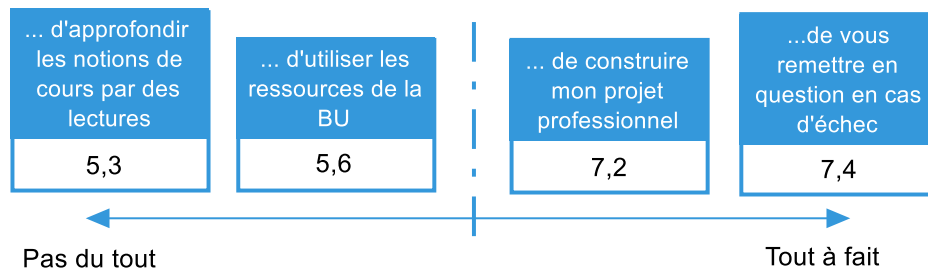 ... d'approfondir
les notions de
cours par des
lectures
5,3
... d'utiliser les
ressources de la
BU
5,6
... de construire
mon projet
professionnel
7,2
...de vous
remettre en
question en cas
d'échec
7,4
Pas du tout
Tout à fait